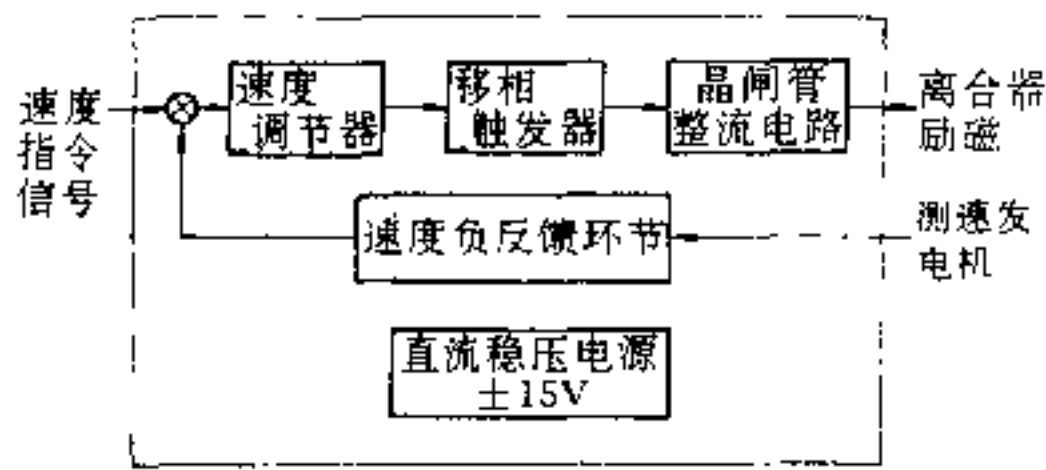 速度
指令
信号
速度
调节器
移相
触发器
晶闸管
整流电路
离合器
励磁
速度负反馈环节
测速发
电机
直流稳压电源
±15V